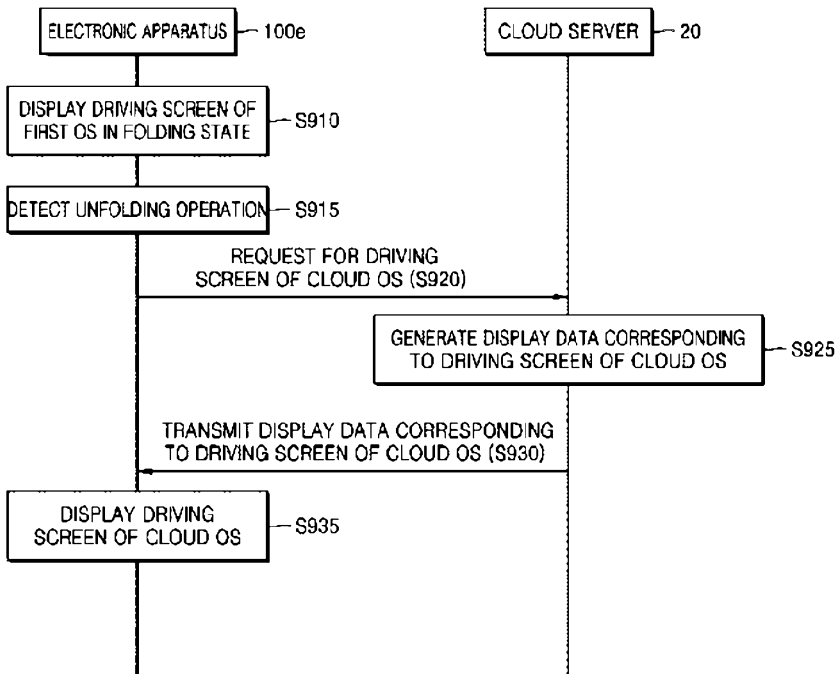 ELECTRONIC APPARATUS
100e
CLOUD SERVER
20
DISPLAY DRIVING SCREEN OF
FIRST OS IN FOLDING STATE
S910
DETECT UNFOLDING OPERATION
S915
REQUEST FOR DRIVING
SCREEN OF CLOUD OS (S920)
GENERATE DISPLAY DATA CORRESPONDING
TO DRIVING SCREEN OF CLOUD OS
S925
TRANSMIT DISPLAY DATA CORRESPONDING
TO DRIVING SCREEN OF CLOUD OS (S930)
DISPLAY DRIVING
SCREEN OF CLOUD OS
S935